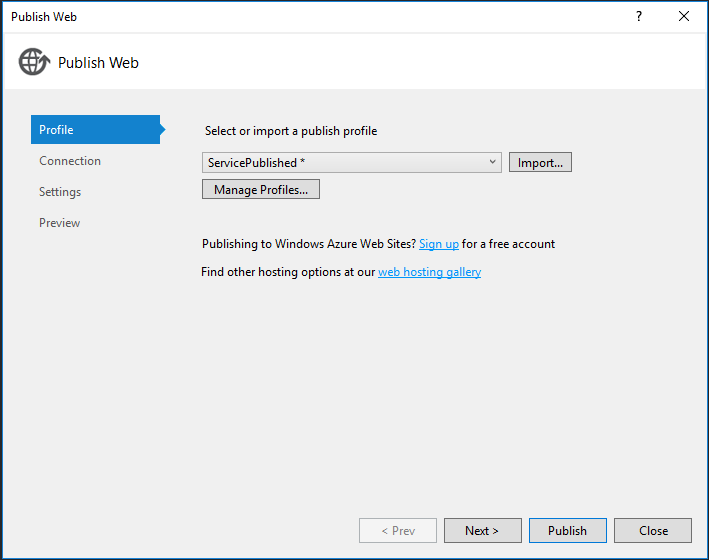 Publish Web
?
Publish Web
Profile
Connection
Settings
Preview
Select or import a publish profile
ServicePublished *
Import...
Manage Profiles...
Publishing to Windows Azure Web Sites? Sign up for a free account
Find other hosting options at our web hosting gallery
< Prev
Next >
Publish
Close